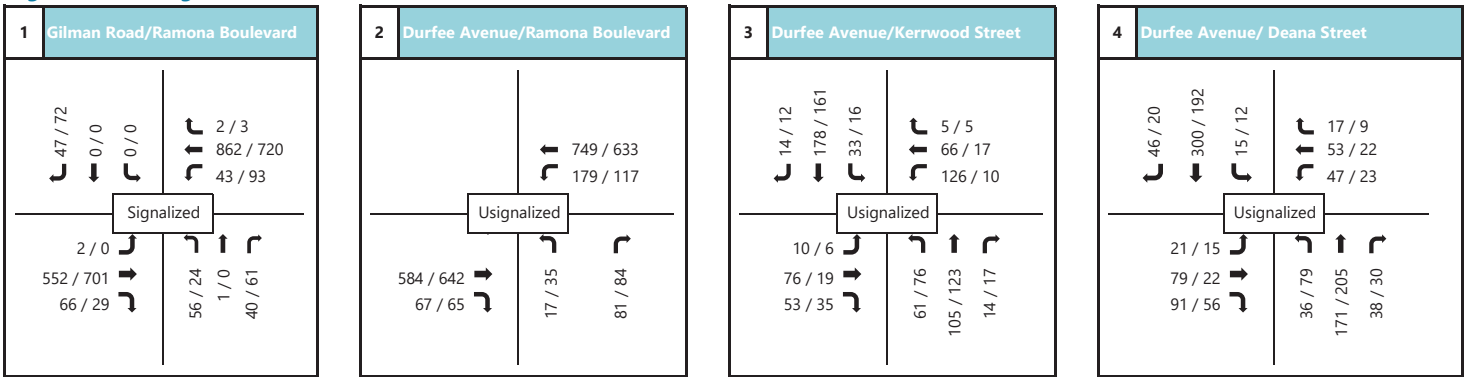 1 Gilman Road/Ramona Boulevard
47 / 72
0 / 0
0 / 0
2 / 3
862 / 720
43 / 93
Signalized
2 / 0
552 / 701
66 / 29
56 / 24
1 / 0
40 / 61
2 Durfee Avenue/Ramona Boulevard
749 / 633
179 / 117
Usignalized
584 / 642
67 / 65
17 / 35
81 / 84
3 Durfee Avenue/Kerrwood Street
14 / 12
178 / 161
33 / 16
5 / 5
66 / 17
126 / 10
Usignalized
10 / 6
76 / 19
53 / 35
61 / 76
105 / 123
14 / 17
4 Durfee Avenue/ Deana Street
46 / 20
300 / 192
15 / 12
17 / 9
53 / 22
47 / 23
Usignalized
21 / 15
79 / 22
91 / 56
36 / 79
171 / 205
38 / 30